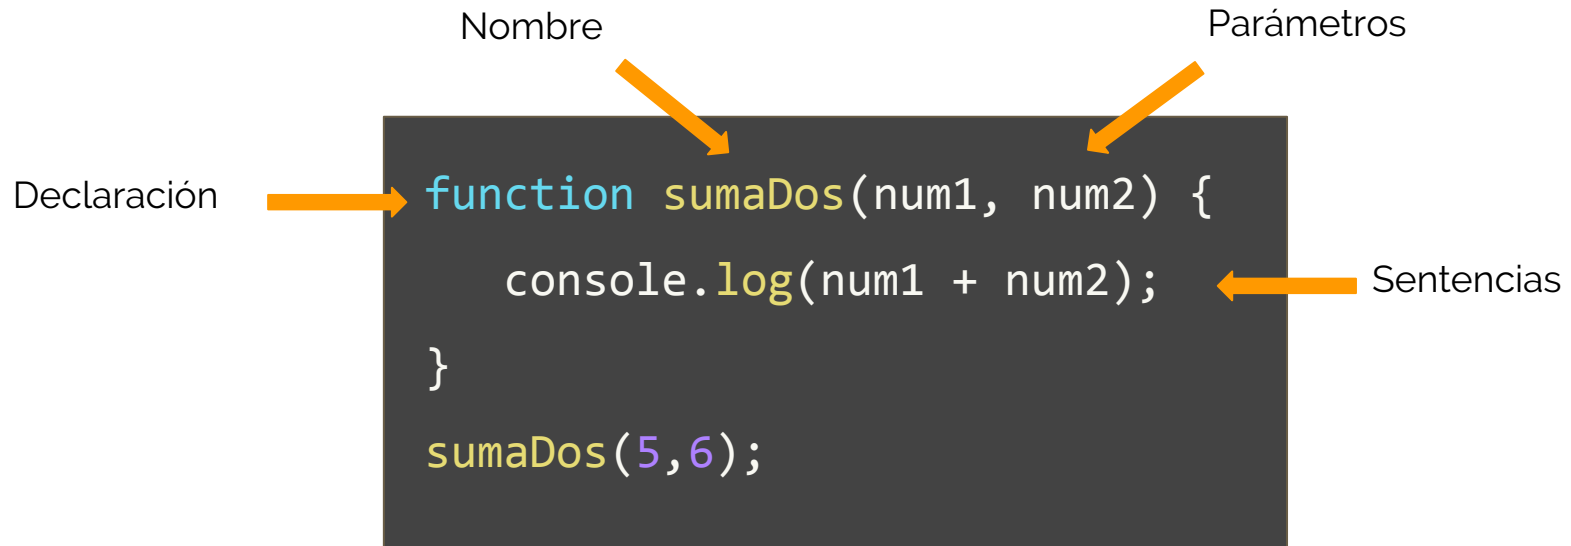 Nombre
Parámetros
Declaración
function sumaDos(num1, num2) {
console.log(num1 + num2);
Sentencias
}
sumaDos(5,6);